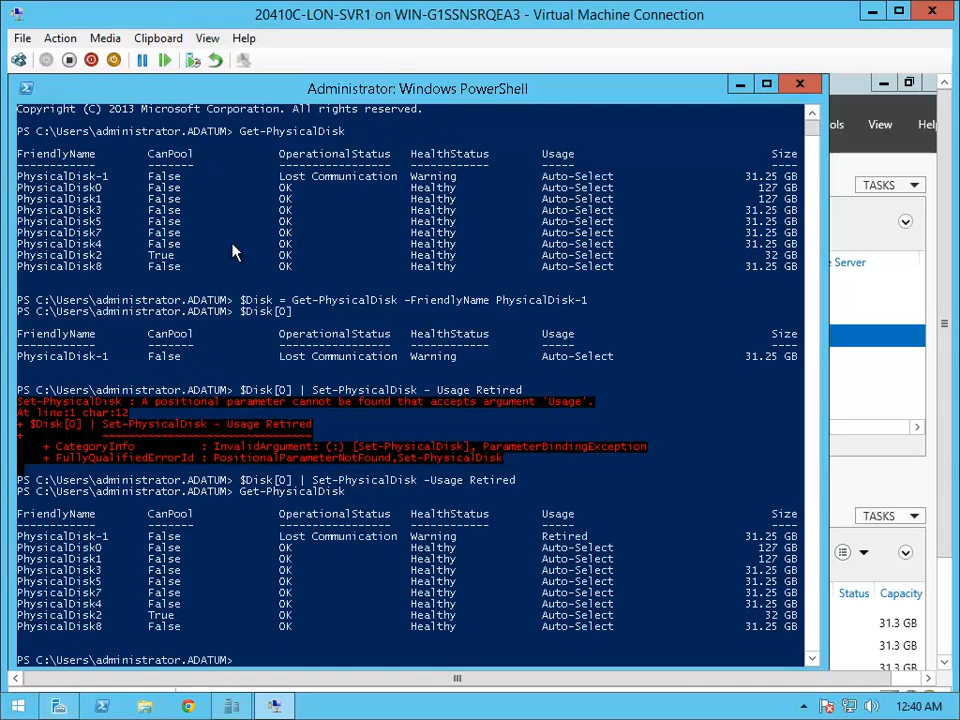 20410C-LON-SVR1 on WIN-G1SSNSRQEA3 - Virtual Machine Connection
File Action Media Clipboard View Help
Administrator: Windows PowerShell
Copyright (C) 2013 Microsoft Corporation. All rights reserved.
PS C:\Users\administrator.ADATUM> Get-PhysicalDisk
FriendlyName CanPool OperationalStatus HealthStatus Usage Size
------------ ------- ----------------- ------------ ----- ----
PhysicalDisk-1 False Lost Communication Warning Auto-Select 31.25 GB
PhysicalDisk0 False OK Healthy Auto-Select 127 GB
PhysicalDisk1 False OK Healthy Auto-Select 127 GB
PhysicalDisk3 False OK Healthy Auto-Select 31.25 GB
PhysicalDisk5 False OK Healthy Auto-Select 31.25 GB
PhysicalDisk7 False OK Healthy Auto-Select 31.25 GB
PhysicalDisk4 False OK Healthy Auto-Select 31.25 GB
PhysicalDisk2 True OK Healthy Auto-Select 32 GB
PhysicalDisk8 False OK Healthy Auto-Select 31.25 GB
PS C:\Users\administrator.ADATUM> $Disk = Get-PhysicalDisk -FriendlyName PhysicalDisk-1
PS C:\Users\administrator.ADATUM> $Disk[0]
FriendlyName CanPool OperationalStatus HealthStatus Usage Size
------------ ------- ----------------- ------------ ----- ----
PhysicalDisk-1 False Lost Communication Warning Auto-Select 31.25 GB
PS C:\Users\administrator.ADATUM> $Disk[0] | Set-PhysicalDisk - Usage Retired
Set-PhysicalDisk : A positional parameter cannot be found that accepts argument 'Usage'.
At line:1 char:12
+ $Disk[0] | Set-PhysicalDisk - Usage Retired
+ ~~~~~~~~~~~~~~~~~~~~~~~~~~~~~~~~
+ CategoryInfo : InvalidArgument: (:) [Set-PhysicalDisk], ParameterBindingException
+ FullyQualifiedErrorId : PositionalParameterNotFound,Set-PhysicalDisk
PS C:\Users\administrator.ADATUM> $Disk[0] | Set-PhysicalDisk -Usage Retired
PS C:\Users\administrator.ADATUM> Get-PhysicalDisk
FriendlyName CanPool OperationalStatus HealthStatus Usage Size
------------ ------- ----------------- ------------ ----- ----
PhysicalDisk-1 False Lost Communication Warning Retired 31.25 GB
PhysicalDisk0 False OK Healthy Auto-Select 127 GB
PhysicalDisk1 False OK Healthy Auto-Select 127 GB
PhysicalDisk3 False OK Healthy Auto-Select 31.25 GB
PhysicalDisk5 False OK Healthy Auto-Select 31.25 GB
PhysicalDisk7 False OK Healthy Auto-Select 31.25 GB
PhysicalDisk4 False OK Healthy Auto-Select 31.25 GB
PhysicalDisk2 True OK Healthy Auto-Select 32 GB
PhysicalDisk8 False OK Healthy Auto-Select 31.25 GB
PS C:\Users\administrator.ADATUM>
ols View Help
TASKS
e Server
TASKS
Status Capacity
31.3 GB
31.3 GB
31.3 GB
12:40 AM